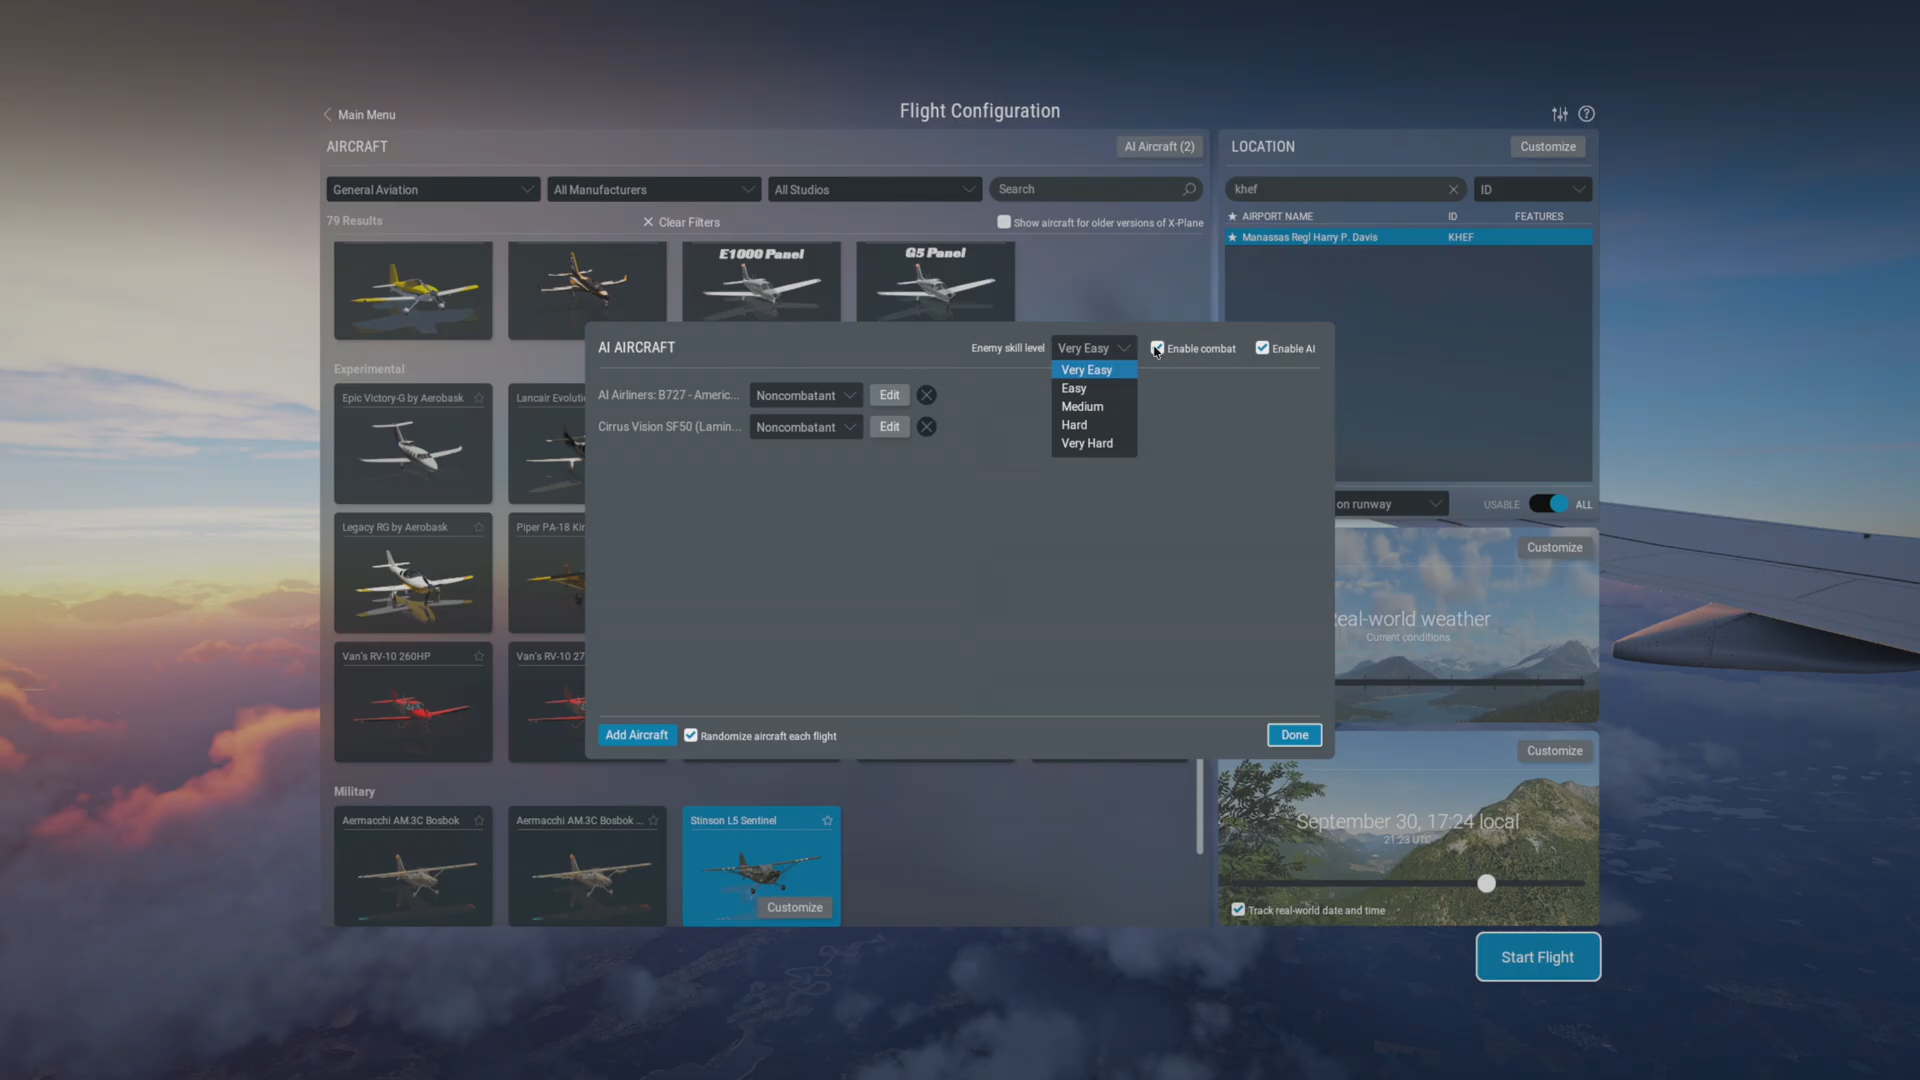 Main Menu
Flight Configuration
AIRCRAFT
AI Aircraft (2)
General Aviation
All Manufacturers
All Studios
Search
79 Results
Clear Filters
Show aircraft for older versions of X-Plane
E1000 Panel
G5 Panel
LOCATION
Customize
khef
ID
AIRPORT NAME
ID
FEATURES
Manassas Regl Harry P. Davis
KHEF
AI AIRCRAFT
Enemy skill level
Very Easy
Enable combat
Enable AI
Very Easy
Easy
Medium
Hard
Very Hard
AI Airliners: B727 - Americ...
Noncombatant
Edit
Cirrus Vision SF50 (Lamin...
Noncombatant
Edit
Add Aircraft
Randomize aircraft each flight
Done
Experimental
Epic Victory-G by Aerobask
Lancair Evoluti
Legacy RG by Aerobask
Piper PA-18 Kin
Van's RV-10 260HP
Van's RV-10 27
on runway
USABLE
ALL
Customize
eal-world weather
Current conditions
Customize
September 30, 17:24 local
21:23 UTC
Track real-world date and time
Military
Aermacchi AM.3C Bosbok
Aermacchi AM.3C Bosbok ...
Stinson L5 Sentinel
Customize
Start Flight